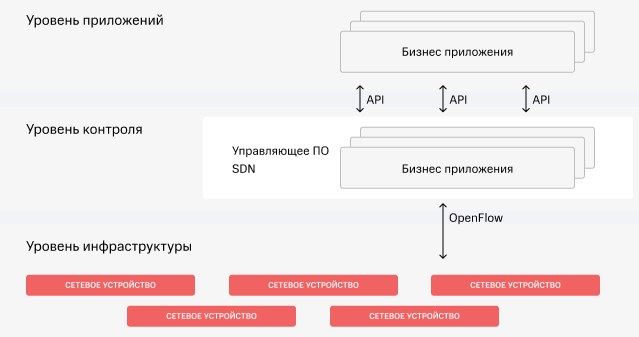 Уровень приложений
Бизнес приложения
API
API
API
Уровень контроля
Управляющее ПО
SDN
Бизнес приложения
OpenFlow
Уровень инфраструктуры
СЕТЕВОЕ УСТРОЙСТВО
СЕТЕВОЕ УСТРОЙСТВО
СЕТЕВОЕ УСТРОЙСТВО
СЕТЕВОЕ УСТРОЙСТВО
СЕТЕВОЕ УСТРОЙСТВО